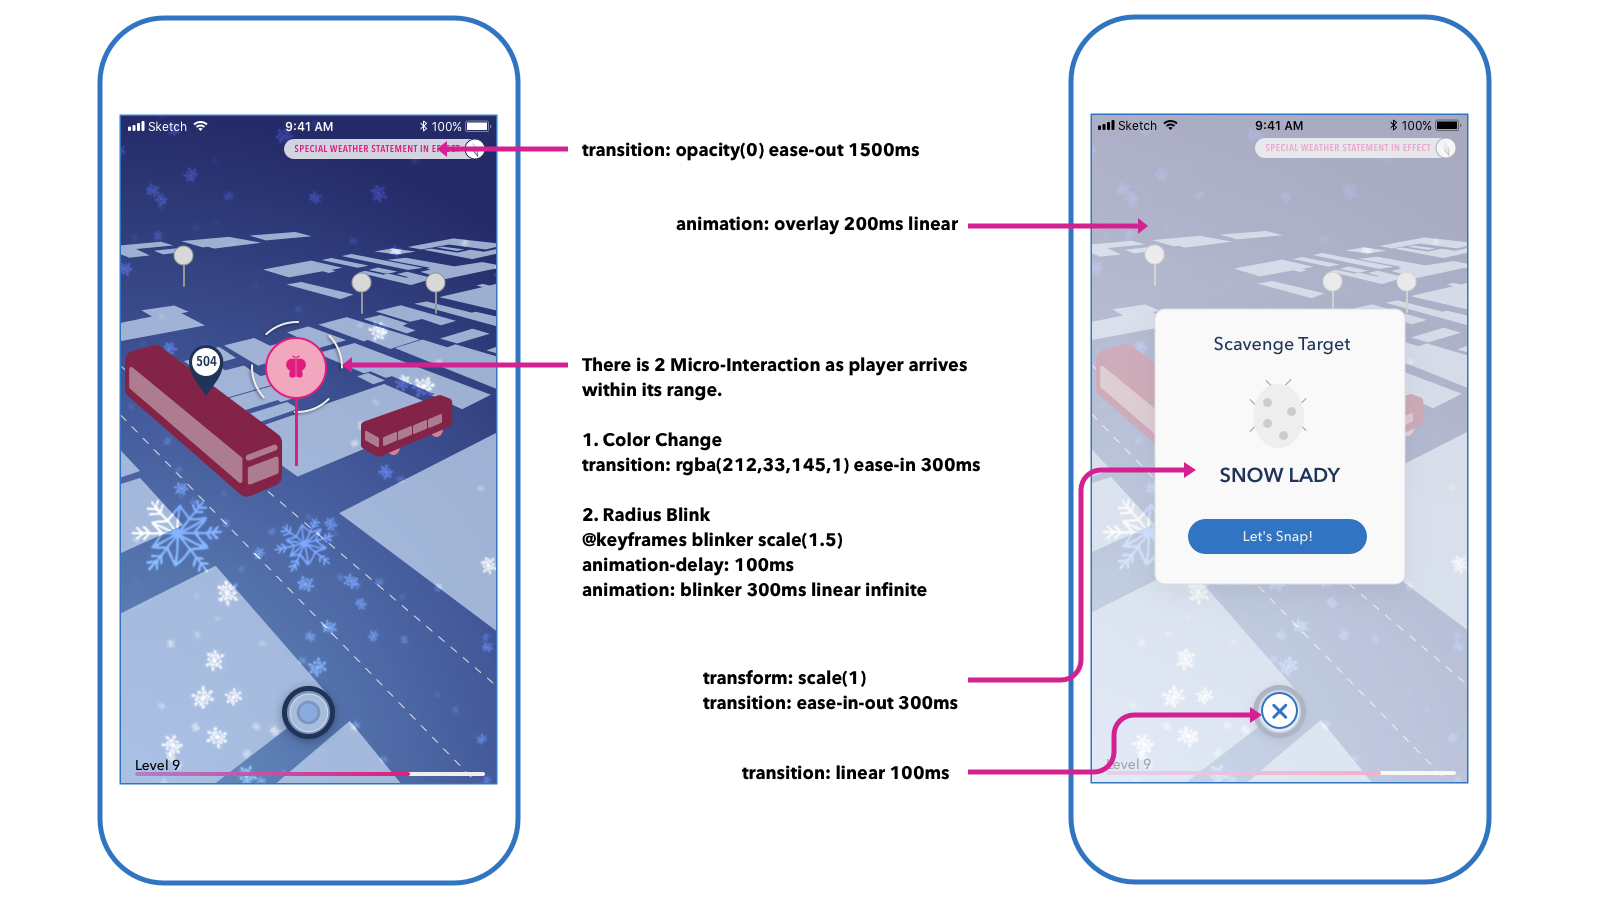 Sketch 9:41 AM 100%
SPECIAL WEATHER STATEMENT IN EFFECT
504
Level 9
transition: opacity(0) ease-out 1500ms
animation: overlay 200ms linear
There is 2 Micro-Interaction as player arrives
within its range.
1. Color Change
transition: rgba(212,33,145,1) ease-in 300ms
2. Radius Blink
@keyframes blinker scale(1.5)
animation-delay: 100ms
animation: blinker 300ms linear infinite
transform: scale(1)
transition: ease-in-out 300ms
transition: linear 100ms
Sketch 9:41 AM 100%
SPECIAL WEATHER STATEMENT IN EFFECT
Scavenge Target
SNOW LADY
Let's Snap!
Level 9